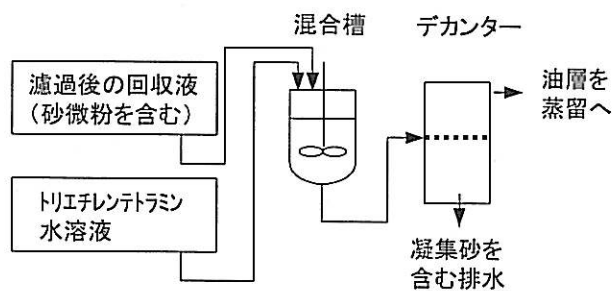 混合槽
デカンター
濾過後の回収液
(砂微粉を含む)
油層を
蒸留へ
トリエチレンテトラミン
水溶液
凝集砂を
含む排水